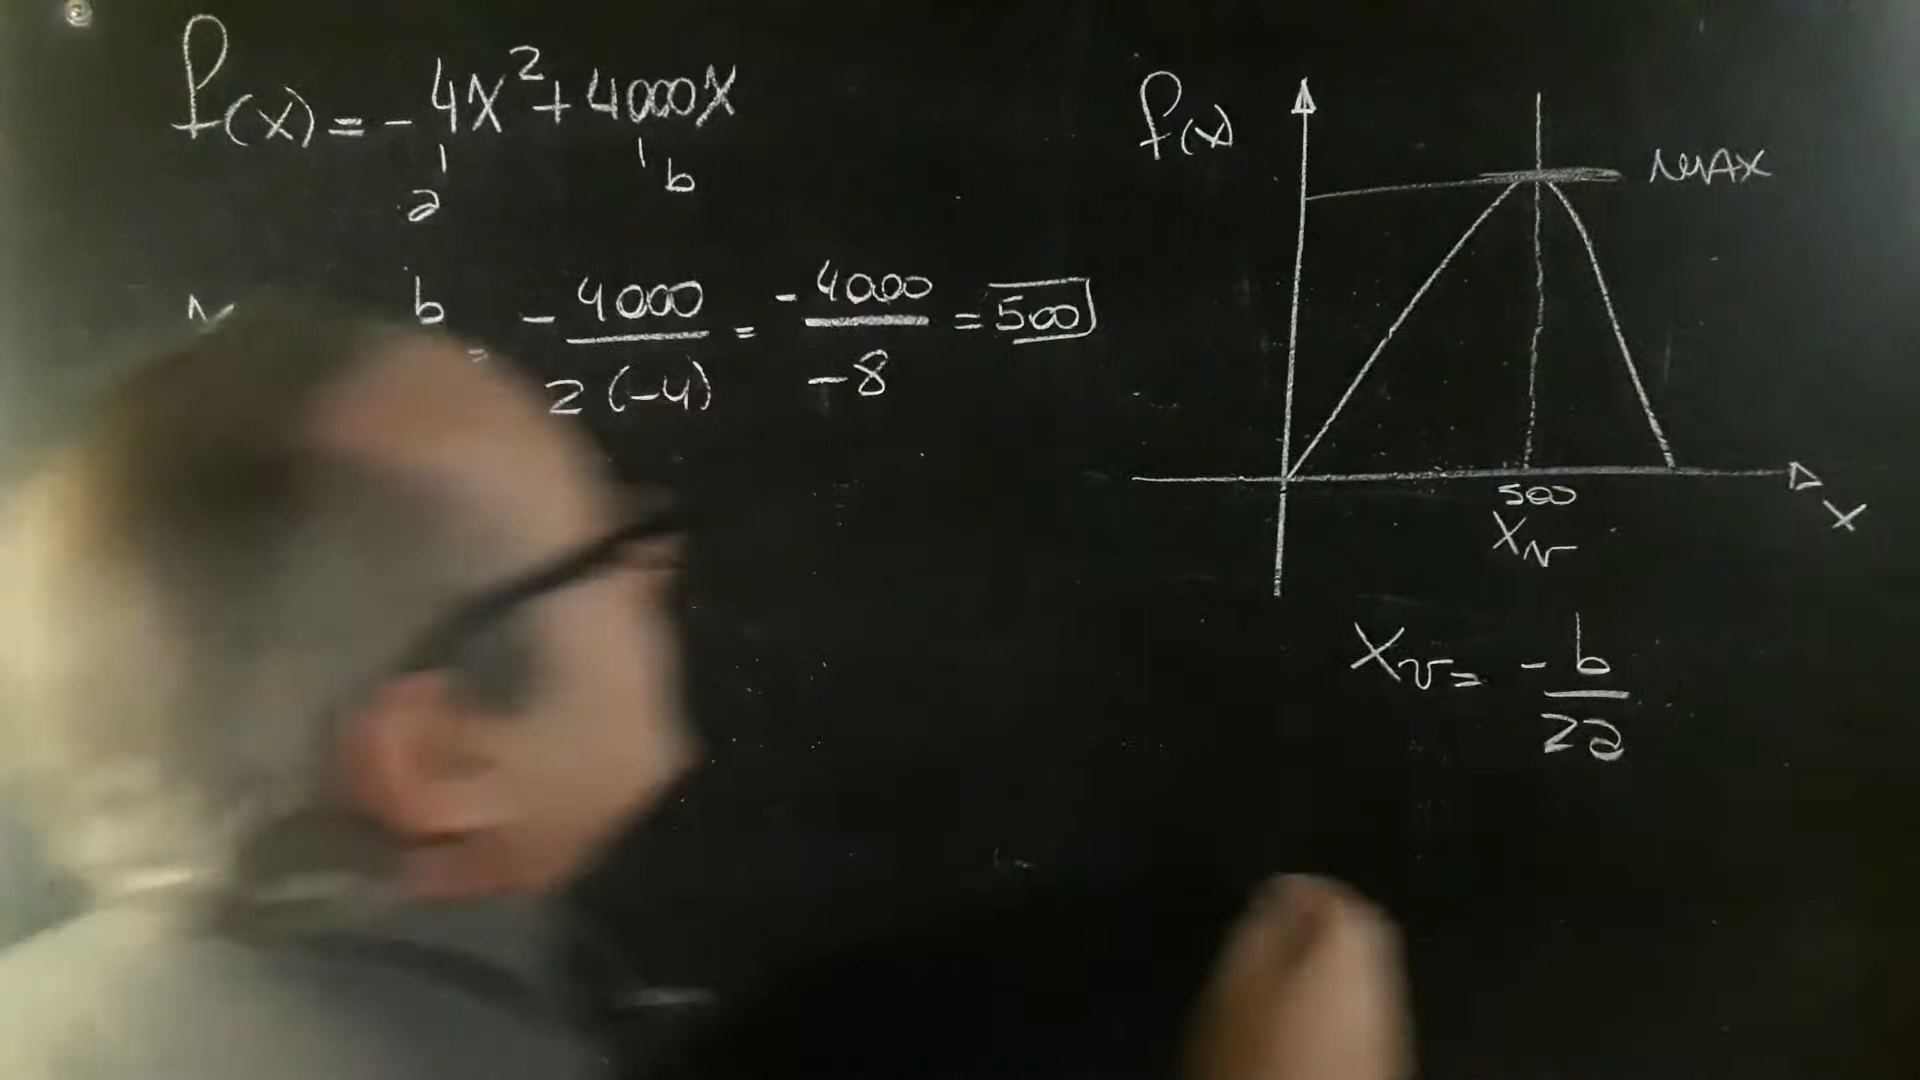 f(x) = -4x² + 4000x
a b
b = - 4000 / 2 (-4) = -4000 / -8 = 500
f(x)
MAX
500
Xv
x
Xv = -b / 2a